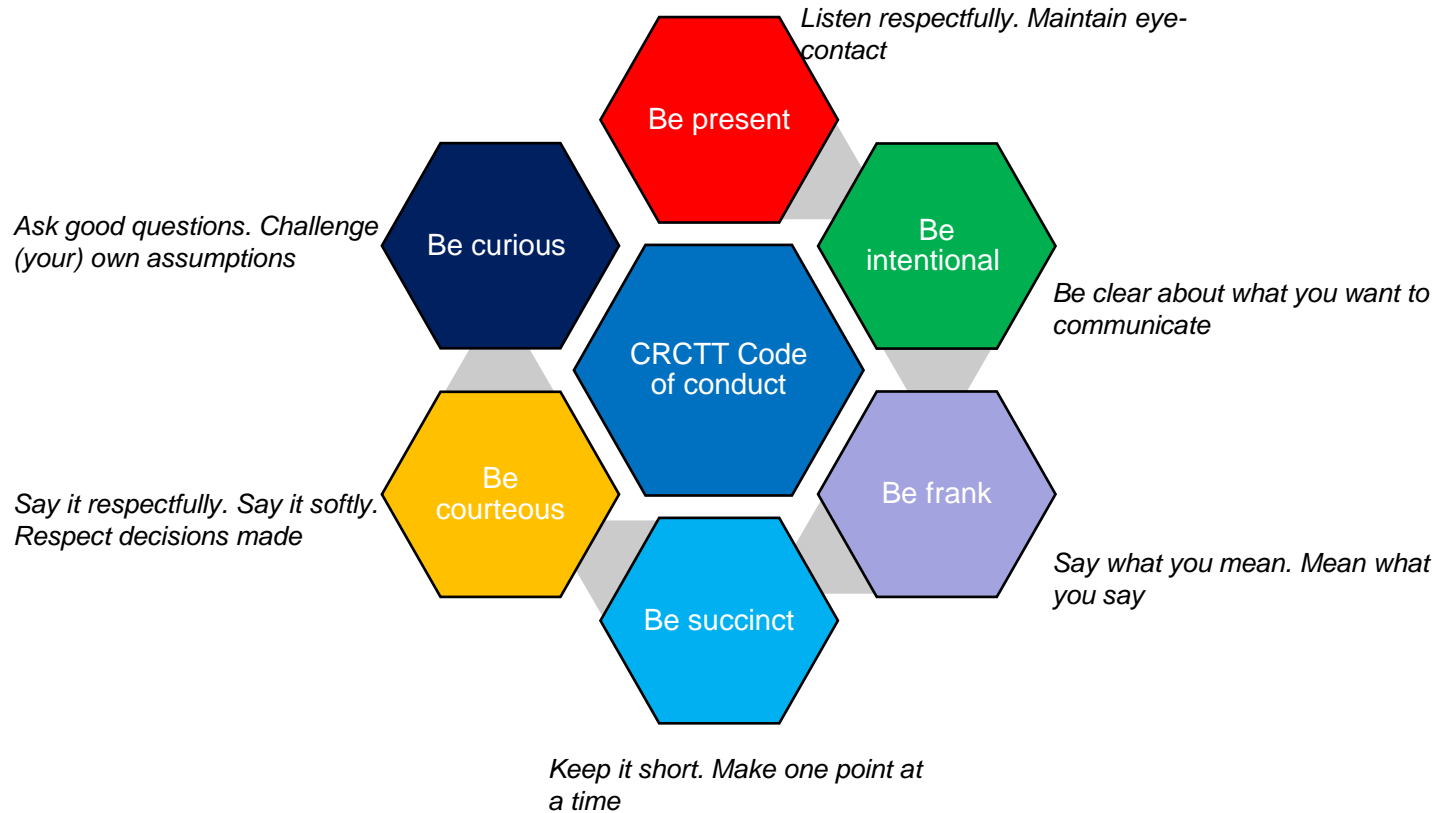 Listen respectfully. Maintain eye-
contact
Be present
Be
intentional
Be clear about what you want to
communicate
Be frank
Say what you mean. Mean what
you say
Be succinct
Keep it short. Make one point at
a time
Be
courteous
Say it respectfully. Say it softly.
Respect decisions made
Be curious
Ask good questions. Challenge
(your) own assumptions
CRCTT Code
of conduct